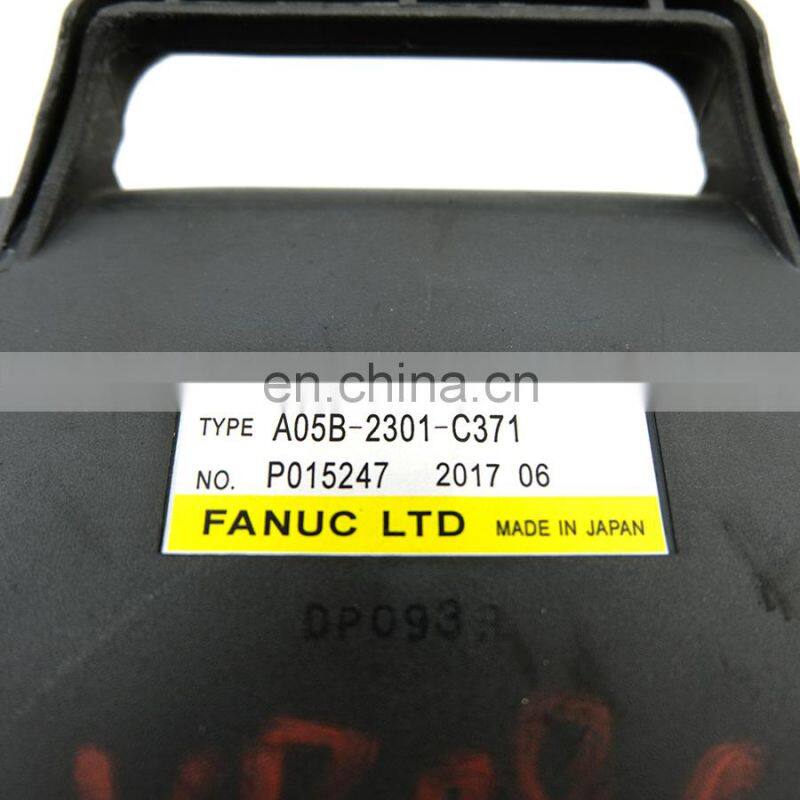 en.china.cn
TYPE A05B-2301-C371
NO. P015247 2017 06
FANUC LTD MADE IN JAPAN